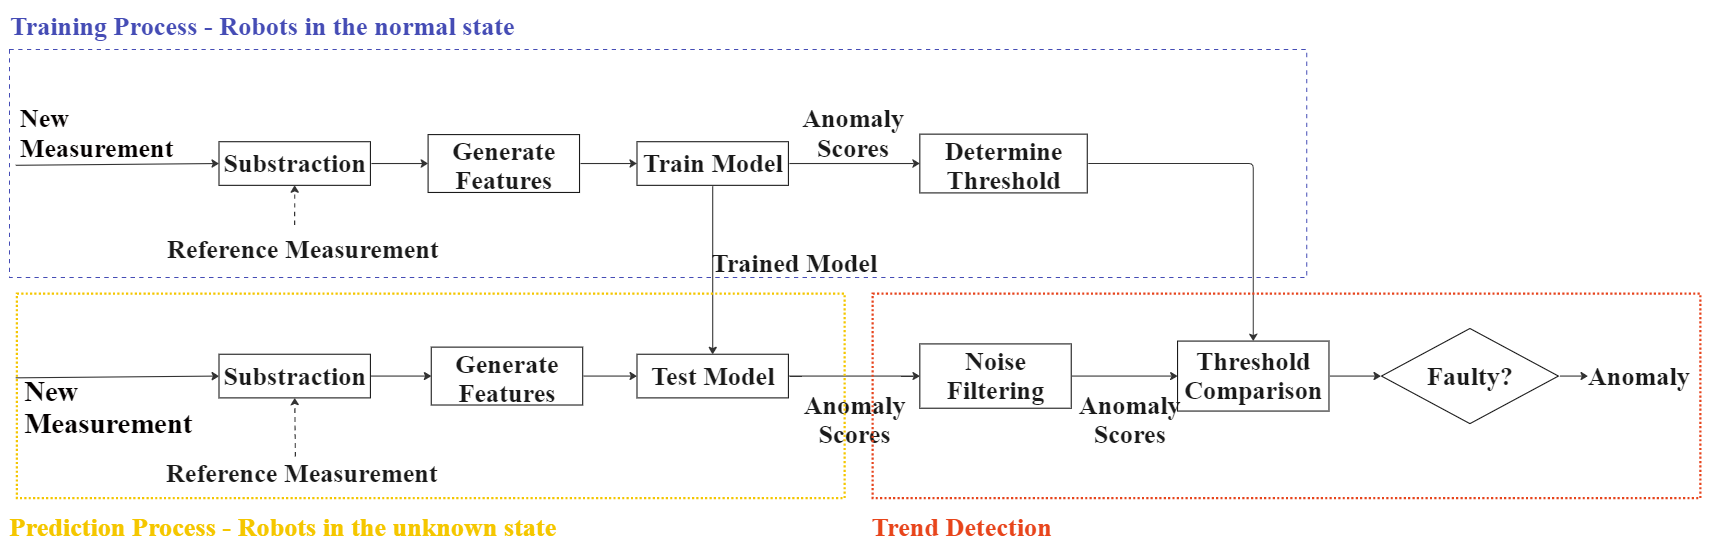 Training Process - Robots in the normal state
New
Measurement
Substraction
Generate
Features
Train Model
Anomaly
Scores
Determine
Threshold
Reference Measurement
Trained Model
New
Measurement
Substraction
Generate
Features
Test Model
Anomaly
Scores
Noise
Filtering
Anomaly
Scores
Threshold
Comparison
Faulty?
Anomaly
Reference Measurement
Prediction Process - Robots in the unknown state
Trend Detection